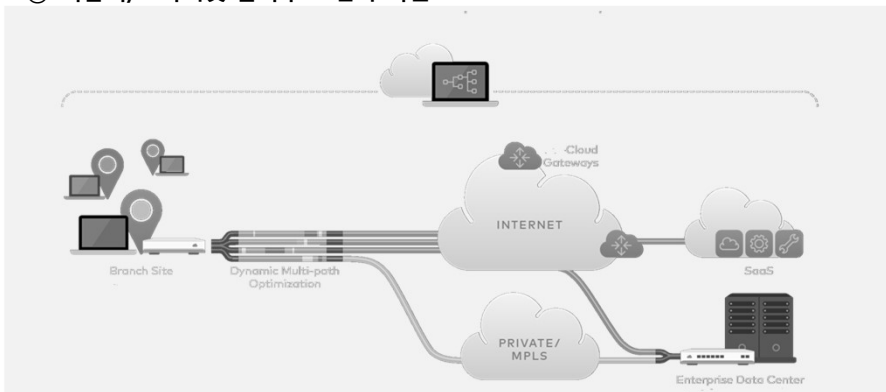 Cloud
Gateways
INTERNET
Branch Site
Dynamic Multi-path
Optimization
SaaS
PRIVATE/
MPLS
Enterprise Data Center